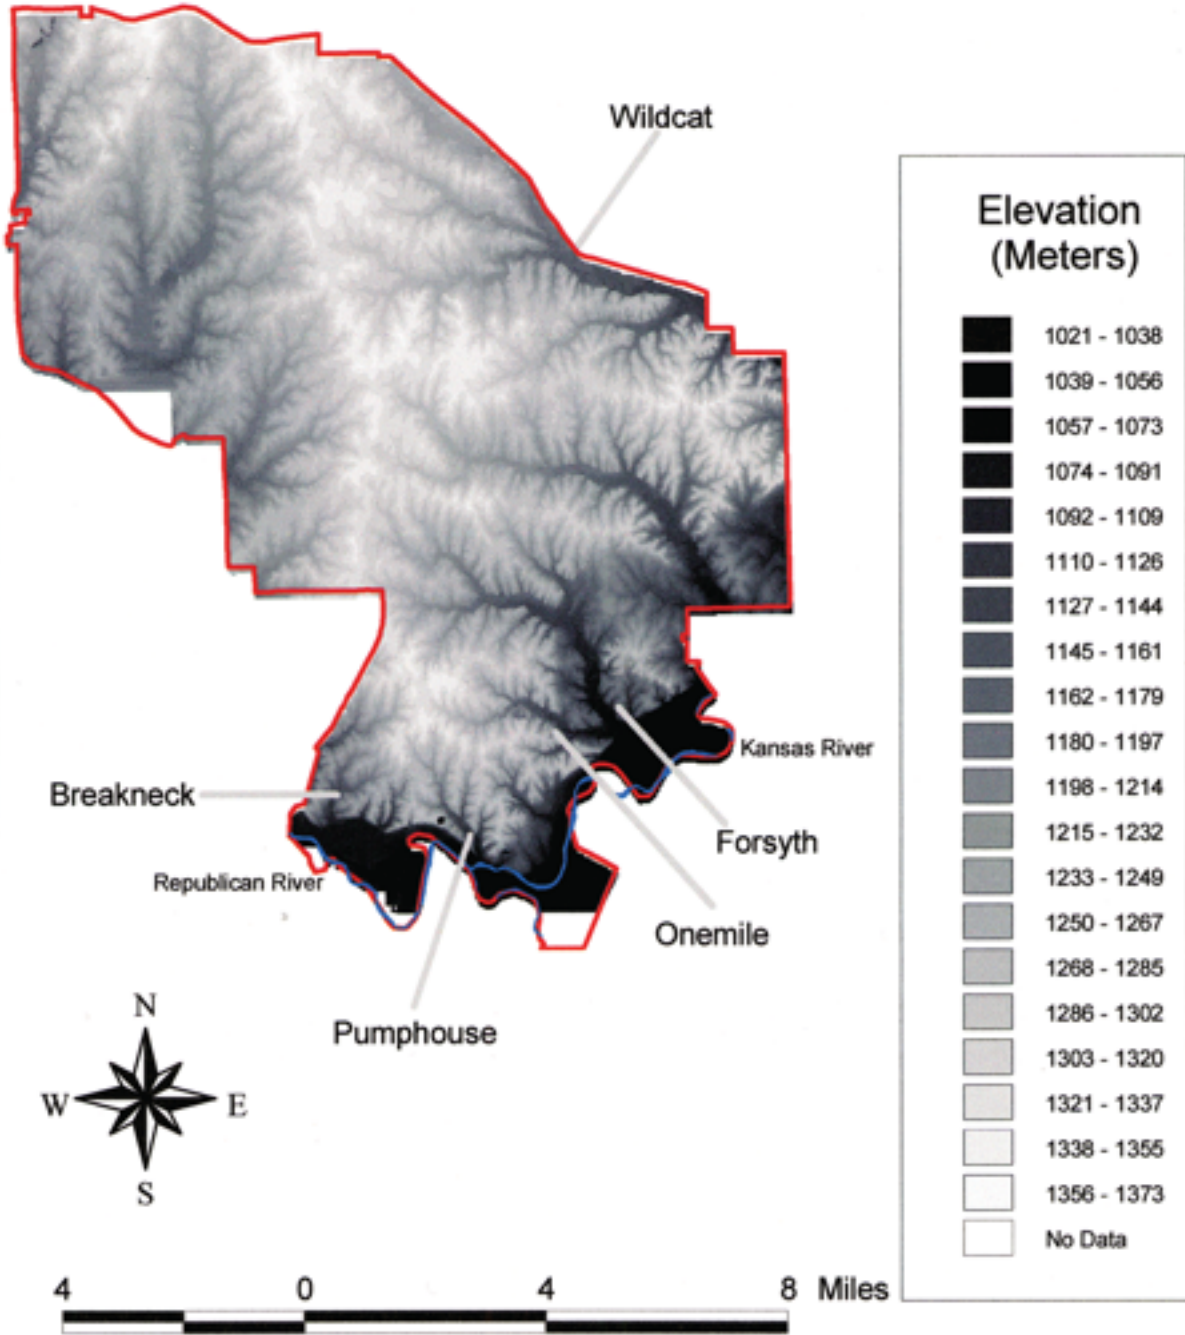 Wildcat
Kansas River
Breakneck
Forsyth
Republican River
Onemile
Pumphouse
N
W
E
S
4
0
4
8
Miles
Elevation
(Meters)
1021 - 1038
1039 - 1056
1057 - 1073
1074 - 1091
1092 - 1109
1110 - 1126
1127 - 1144
1145 - 1161
1162 - 1179
1180 - 1197
1198 - 1214
1215 - 1232
1233 - 1249
1250 - 1267
1268 - 1285
1286 - 1302
1303 - 1320
1321 - 1337
1338 - 1355
1356 - 1373
No Data